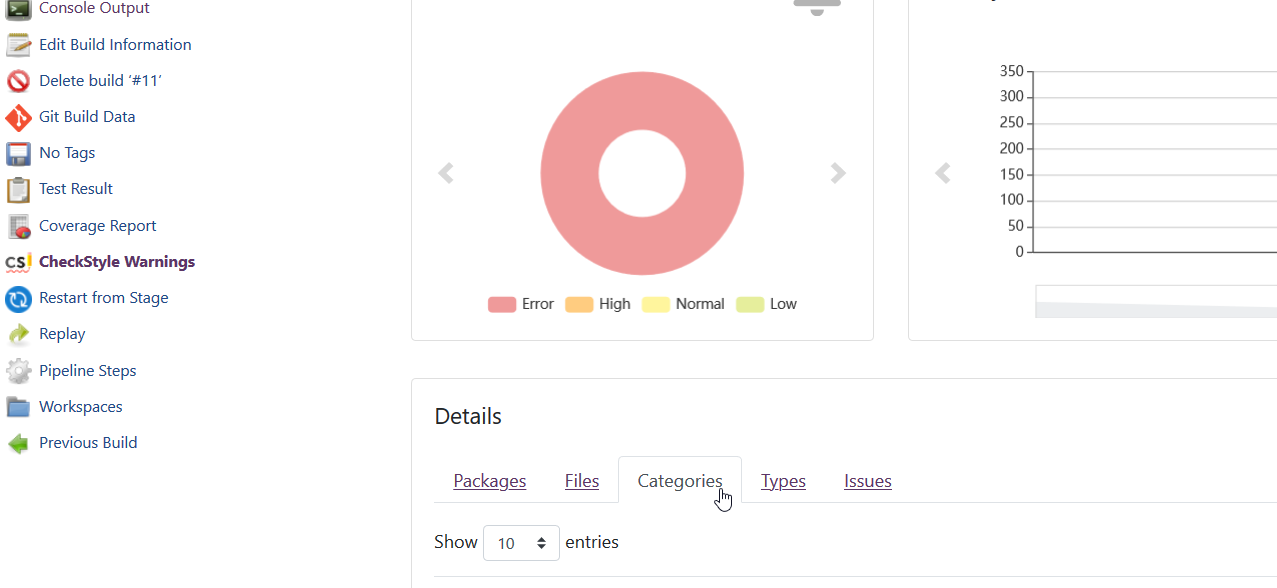 Console Output
Edit Build Information
Delete build ‘#11’
Git Build Data
No Tags
Test Result
Coverage Report
CS! CheckStyle Warnings
Restart from Stage
Replay
Pipeline Steps
Workspaces
Previous Build
Error High Normal Low
350
300
250
200
150
100
50
0
Details
Packages Files Categories Types Issues
Show 10 entries